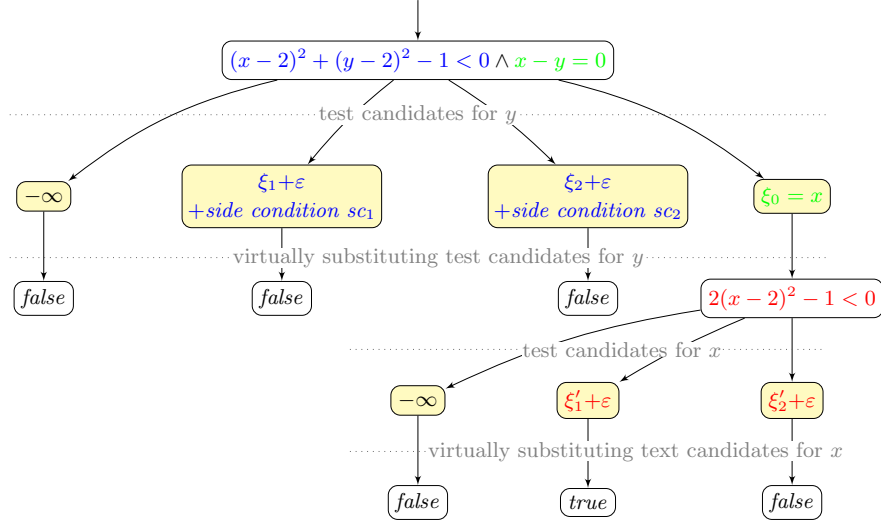 (x − 2)² + (y − 2)² − 1 < 0 ∧ x − y = 0
test candidates for y
−∞
ξ₁+ε
+side condition sc₁
ξ₂+ε
+side condition sc₂
ξ₀ = x
virtually substituting test candidates for y
false
false
false
2(x − 2)² − 1 < 0
test candidates for x
−∞
ξ′₁+ε
ξ′₂+ε
virtually substituting text candidates for x
false
true
false